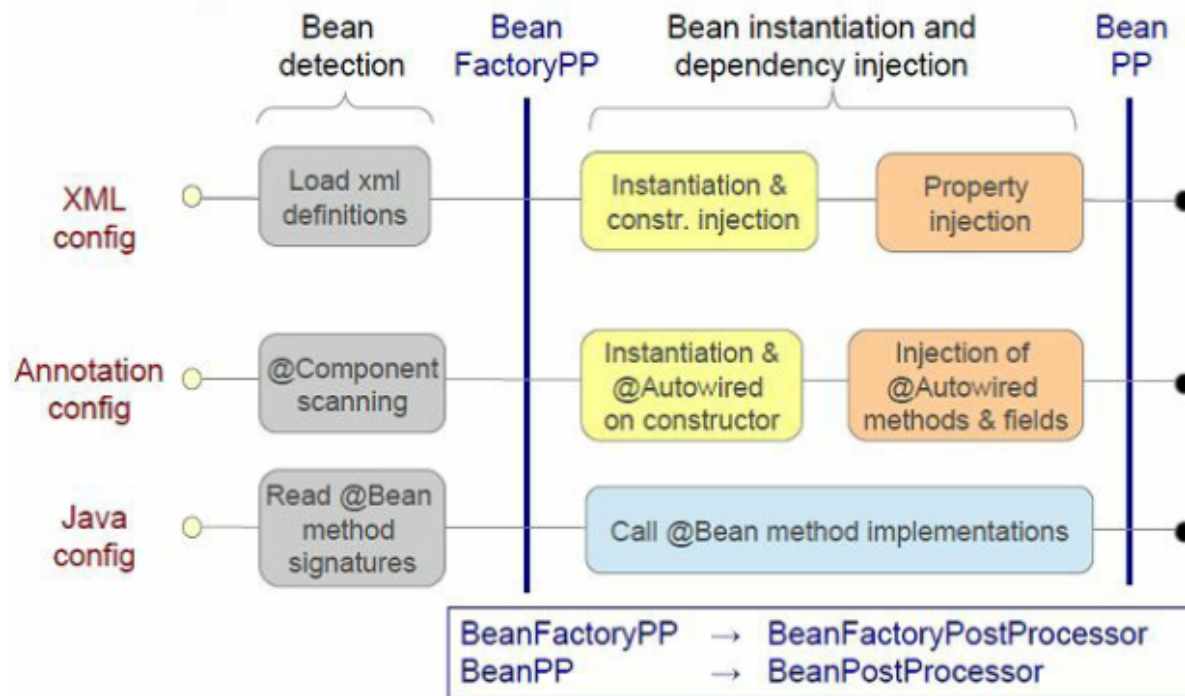 Bean
detection
Bean
FactoryPP
Bean instantiation and
dependency injection
Bean
PP
XML
config
Load xml
definitions
Instantiation &
constr. injection
Property
injection
Annotation
config
@Component
scanning
Instantiation &
@Autowired
on constructor
Injection of
@Autowired
methods & fields
Java
config
Read @Bean
method
signatures
Call @Bean method implementations
BeanFactoryPP → BeanFactoryPostProcessor
BeanPP → BeanPostProcessor